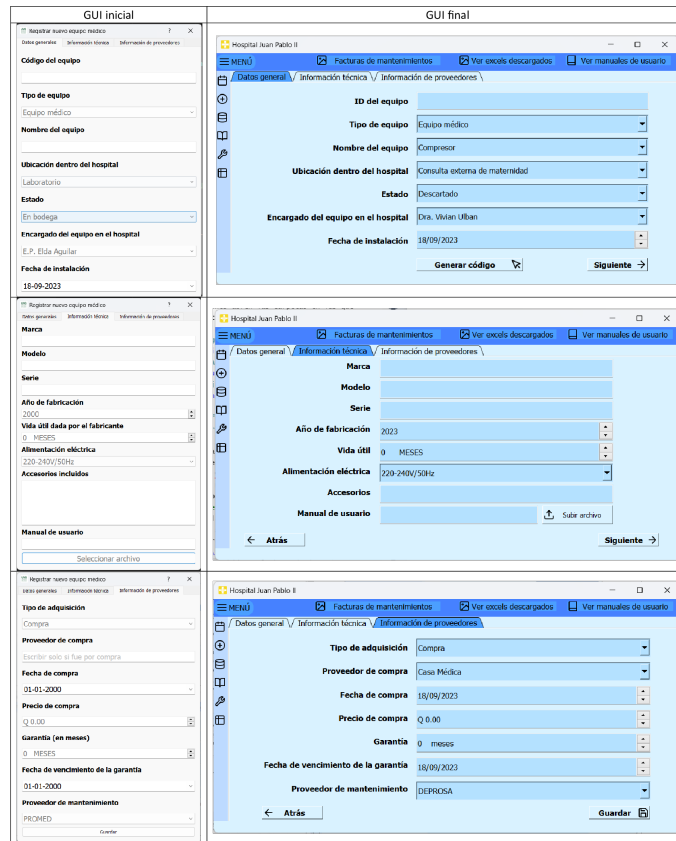 GUI inicial
GUI final
Registrar nuevo equipo médico ? ×
Datos generales Información técnica Información de proveedores
Código del equipo
Tipo de equipo
Equipo médico
Nombre del equipo
Ubicación dentro del hospital
Laboratorio
Estado
En bodega
Encargado del equipo en el hospital
E.P. Elda Aguilar
Fecha de instalación
18-09-2023
Hospital Juan Pablo II
MENÚ Facturas de mantenimientos Ver excels descargados Ver manuales de usuario
Datos general Información técnica Información de proveedores
ID del equipo
Tipo de equipo Equipo médico
Nombre del equipo Compresor
Ubicación dentro del hospital Consulta externa de maternidad
Estado Descartado
Encargado del equipo en el hospital Dra. Vivian Ulban
Fecha de instalación 18/09/2023
Generar código Siguiente →
Registrar nuevo equipo médico ? ×
Datos generales Información técnica Información de proveedores
Marca
Modelo
Serie
Año de fabricación
2000
Vida útil dada por el fabricante
0 MESES
Alimentación eléctrica
220-240V/50Hz
Accesorios incluidos
Manual de usuario
Seleccionar archivo
Hospital Juan Pablo II
MENÚ Facturas de mantenimientos Ver excels descargados Ver manuales de usuario
Datos general Información técnica Información de proveedores
Marca
Modelo
Serie
Año de fabricación 2023
Vida útil 0 MESES
Alimentación eléctrica 220-240V/50Hz
Accesorios
Manual de usuario Subir archivo
← Atrás Siguiente →
Registrar nuevo equipo médico ? ×
Datos generales Información técnica Información de proveedores
Tipo de adquisición
Compra
Proveedor de compra
Escribir solo si fue por compra
Fecha de compra
01-01-2000
Precio de compra
Q 0.00
Garantía (en meses)
0 MESES
Fecha de vencimiento de la garantía
01-01-2000
Proveedor de mantenimiento
PROMED
Guardar
Hospital Juan Pablo II
MENÚ Facturas de mantenimientos Ver excels descargados Ver manuales de usuario
Datos general Información técnica Información de proveedores
Tipo de adquisición Compra
Proveedor de compra Casa Médica
Fecha de compra 18/09/2023
Precio de compra Q 0.00
Garantía 0 meses
Fecha de vencimiento de la garantía 18/09/2023
Proveedor de mantenimiento DEPROSA
← Atrás Guardar